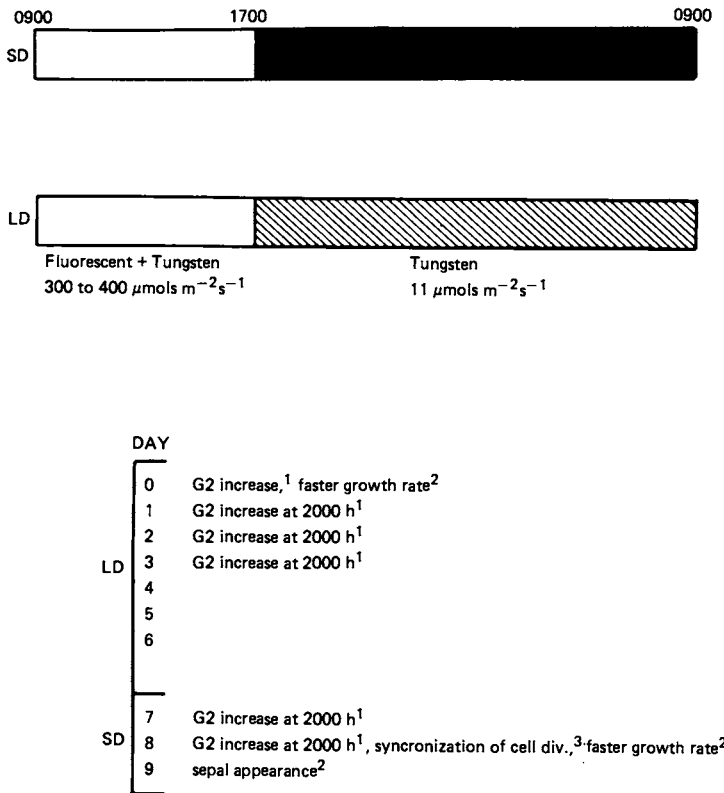 0900 1700 0900
SD
LD
Fluorescent + Tungsten Tungsten
300 to 400 μmols m⁻²s⁻¹ 11 μmols m⁻²s⁻¹
DAY
0 G2 increase,¹ faster growth rate²
1 G2 increase at 2000 h¹
2 G2 increase at 2000 h¹
LD 3 G2 increase at 2000 h¹
4
5
6
7 G2 increase at 2000 h¹
SD 8 G2 increase at 2000 h¹, syncronization of cell div.,³ faster growth rate²
9 sepal appearance²